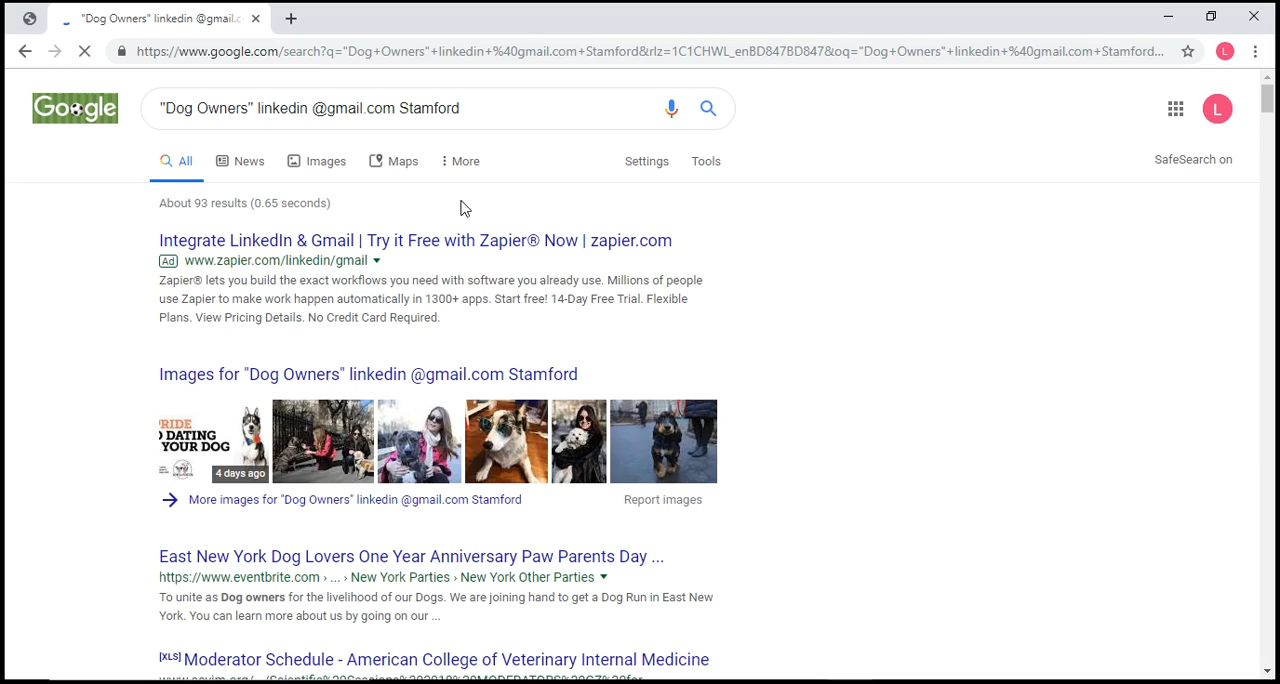 "Dog Owners" linkedin @gmail.c
https://www.google.com/search?q="Dog+Owners"+linkedin+%40gmail.com+Stamford&rlz=1C1CHWL_enBD847BD847&oq="Dog+Owners"+linkedin+%40gmail.com+Stamford...
L
Google
"Dog Owners" linkedin @gmail.com Stamford
L
All News Images Maps More Settings Tools
SafeSearch on
About 93 results (0.65 seconds)
Integrate LinkedIn & Gmail | Try it Free with Zapier® Now | zapier.com
Ad www.zapier.com/linkedin/gmail
Zapier® lets you build the exact workflows you need with software you already use. Millions of people
use Zapier to make work happen automatically in 1300+ apps. Start free! 14-Day Free Trial. Flexible
Plans. View Pricing Details. No Credit Card Required.
Images for "Dog Owners" linkedin @gmail.com Stamford
RIDE
DATING
YOUR DOG
4 days ago
More images for "Dog Owners" linkedin @gmail.com Stamford Report images
East New York Dog Lovers One Year Anniversary Paw Parents Day ...
https://www.eventbrite.com › ... › New York Parties › New York Other Parties
To unite as Dog owners for the livelihood of our Dogs. We are joining hand to get a Dog Run in East New
York. You can learn more about us by going on our ...
[XLS] Moderator Schedule - American College of Veterinary Internal Medicine